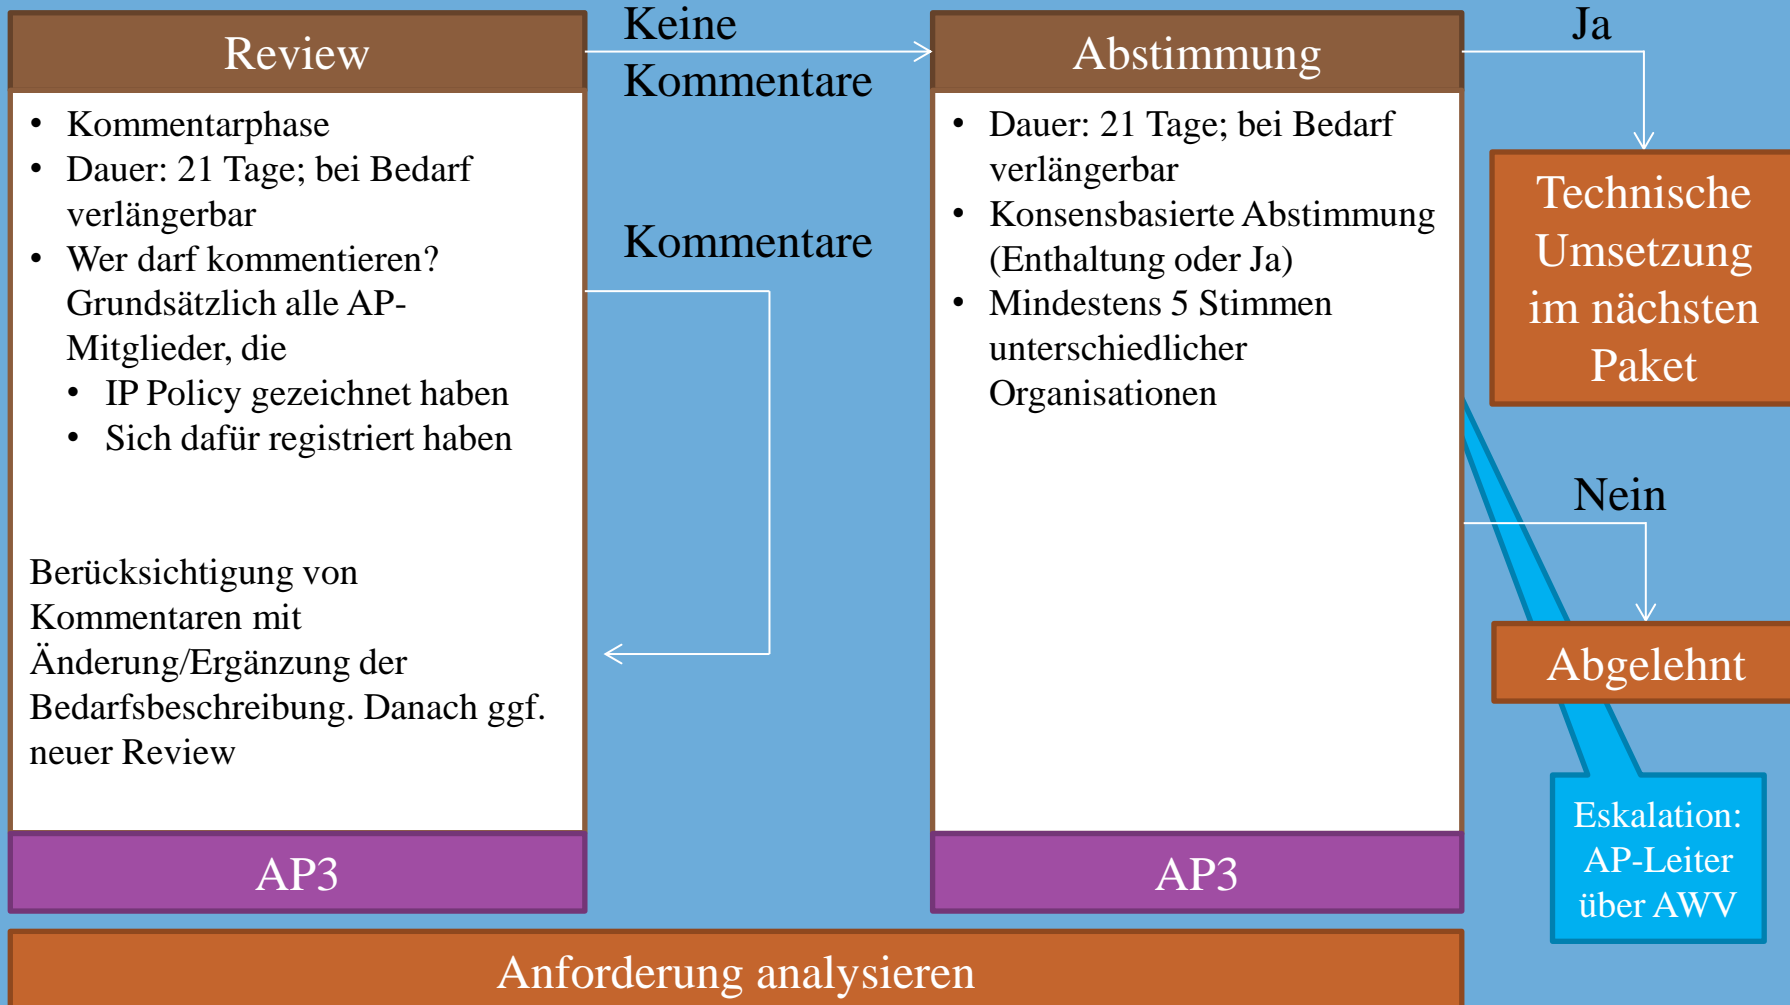 Review
• Kommentarphase
• Dauer: 21 Tage; bei Bedarf
verlängerbar
• Wer darf kommentieren?
Grundsätzlich alle AP-
Mitglieder, die
• IP Policy gezeichnet haben
• Sich dafür registriert haben
Berücksichtigung von
Kommentaren mit
Änderung/Ergänzung der
Bedarfsbeschreibung. Danach ggf.
neuer Review
AP3
Keine
Kommentare
Kommentare
Abstimmung
• Dauer: 21 Tage; bei Bedarf
verlängerbar
• Konsensbasierte Abstimmung
(Enthaltung oder Ja)
• Mindestens 5 Stimmen
unterschiedlicher
Organisationen
AP3
Ja
Technische
Umsetzung
im nächsten
Paket
Nein
Abgelehnt
Eskalation:
AP-Leiter
über AWV
Anforderung analysieren